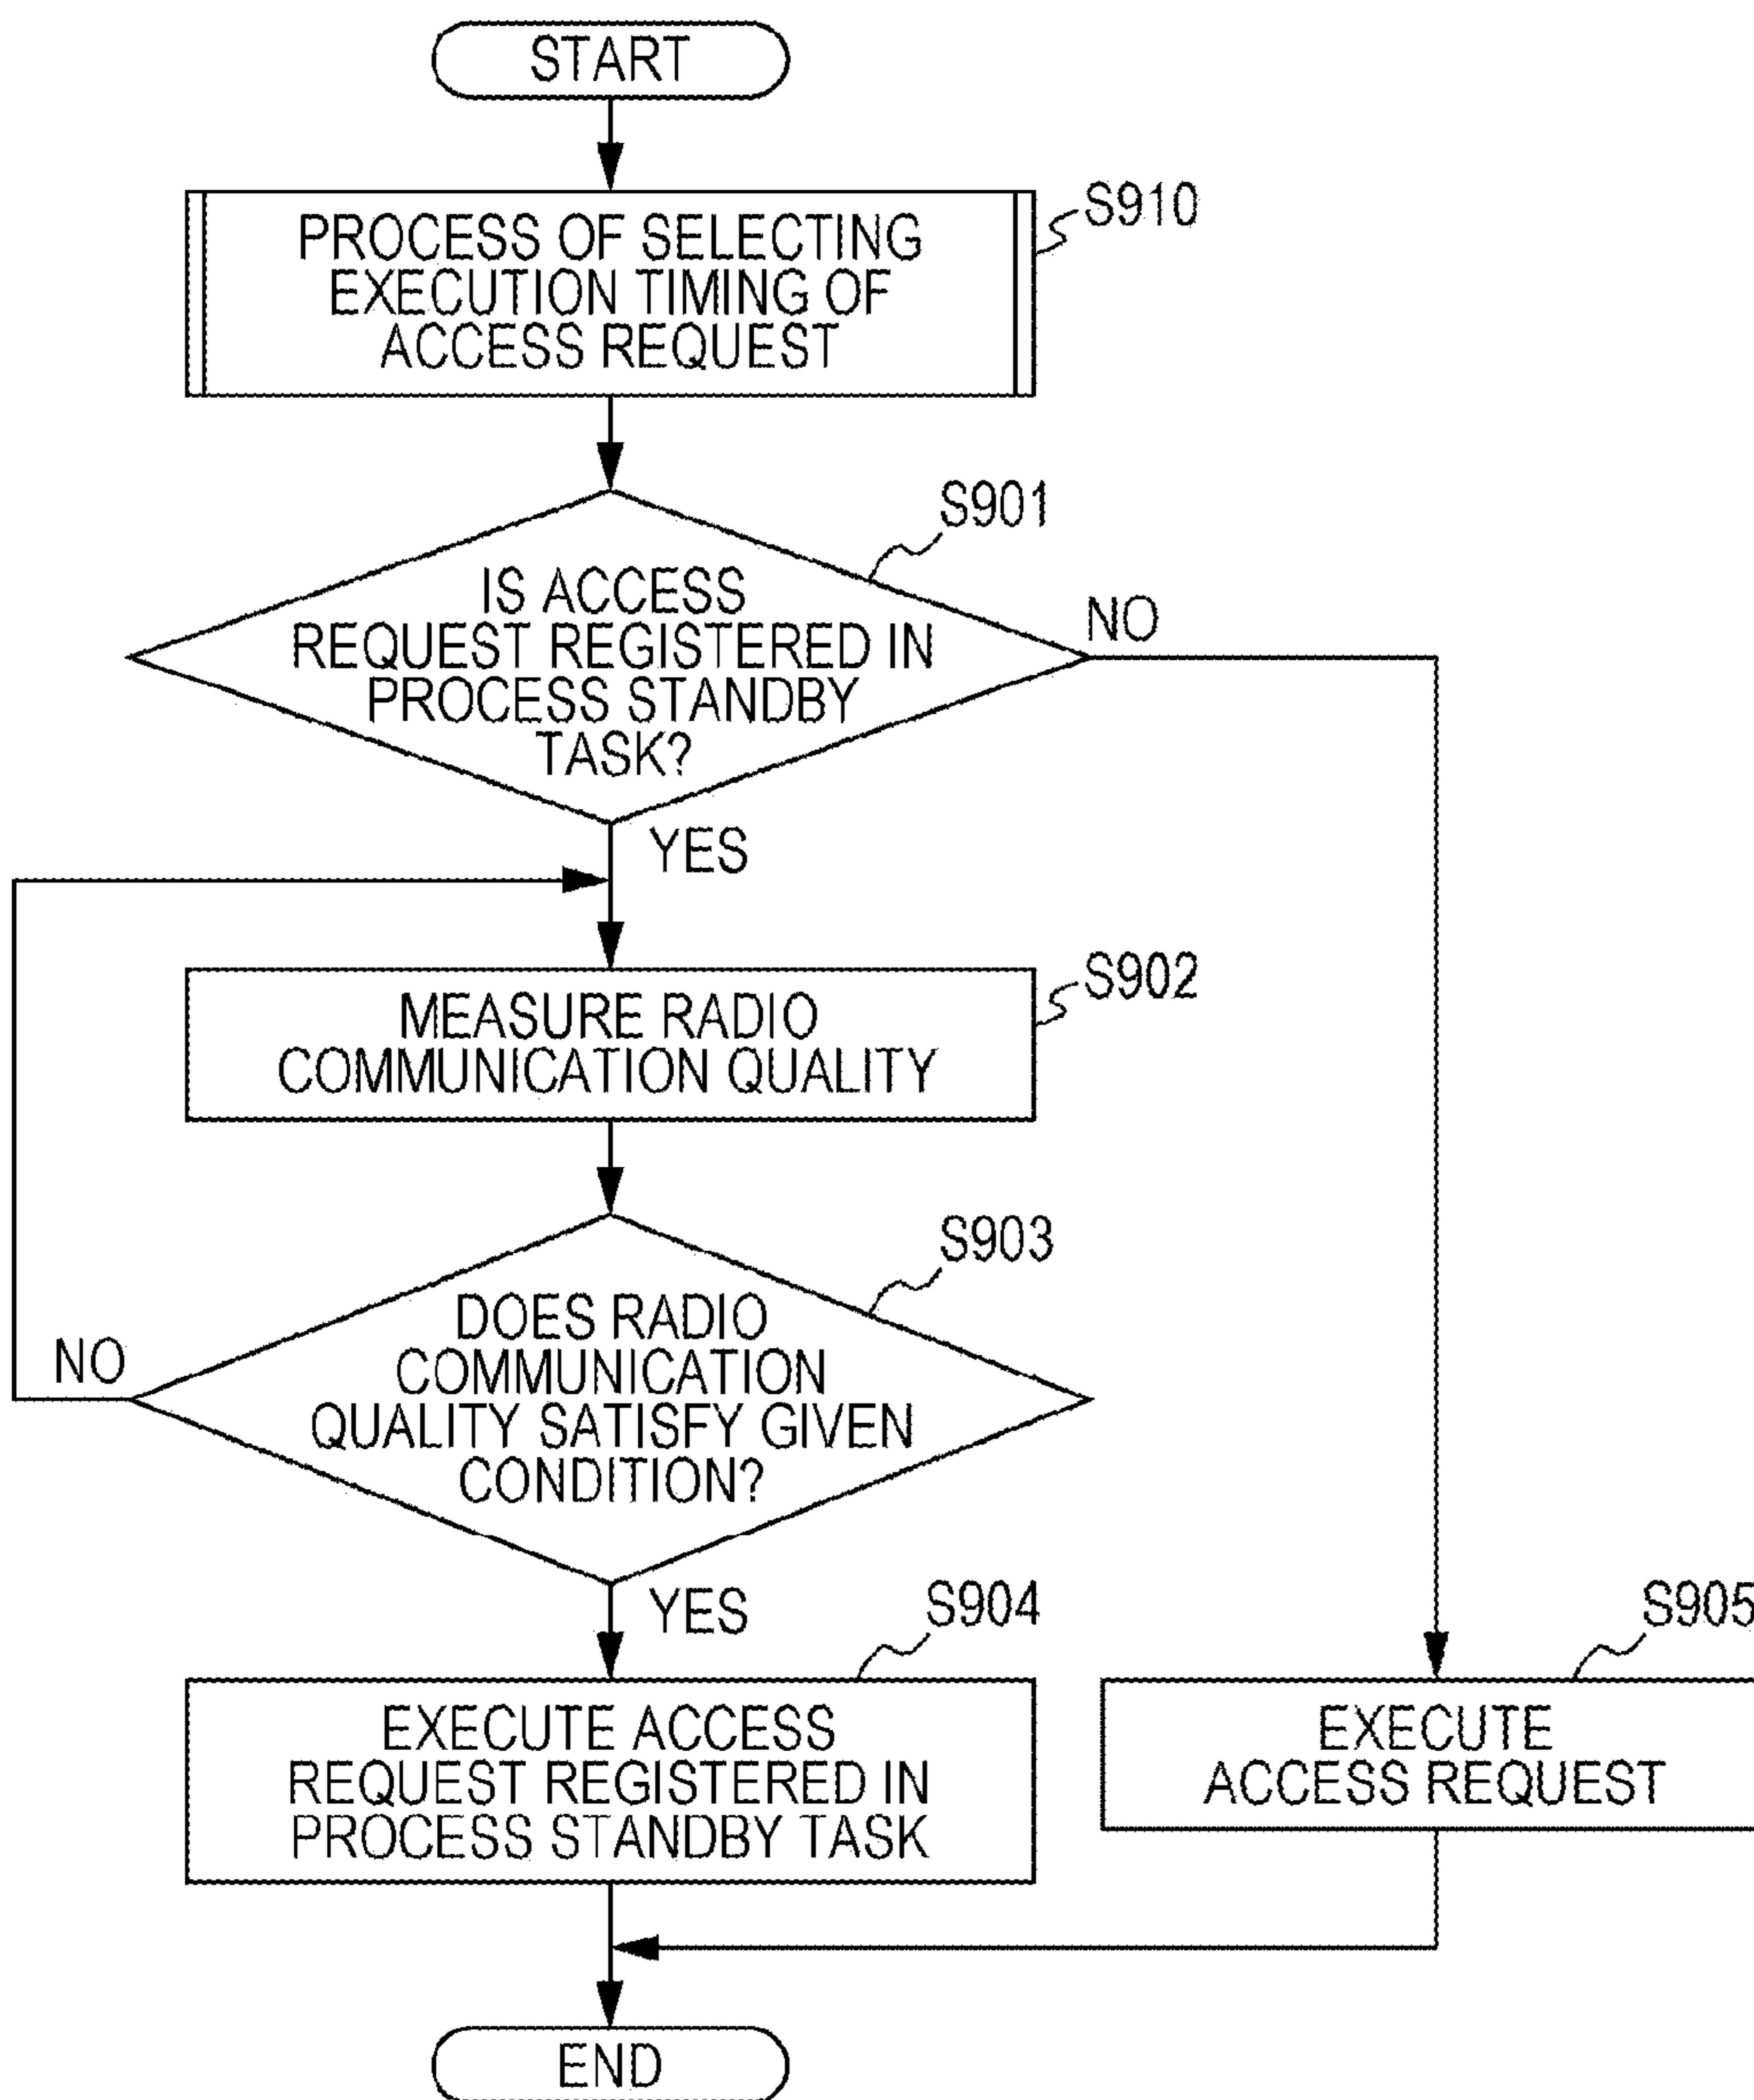 START
PROCESS OF SELECTING
EXECUTION TIMING OF
ACCESS REQUEST
S910
S901
IS ACCESS
REQUEST REGISTERED IN
PROCESS STANDBY
TASK?
NO
YES
MEASURE RADIO
COMMUNICATION QUALITY
S902
S903
DOES RADIO
COMMUNICATION
QUALITY SATISFY GIVEN
CONDITION?
NO
YES
S904
EXECUTE ACCESS
REQUEST REGISTERED IN
PROCESS STANDBY TASK
S905
EXECUTE
ACCESS REQUEST
END